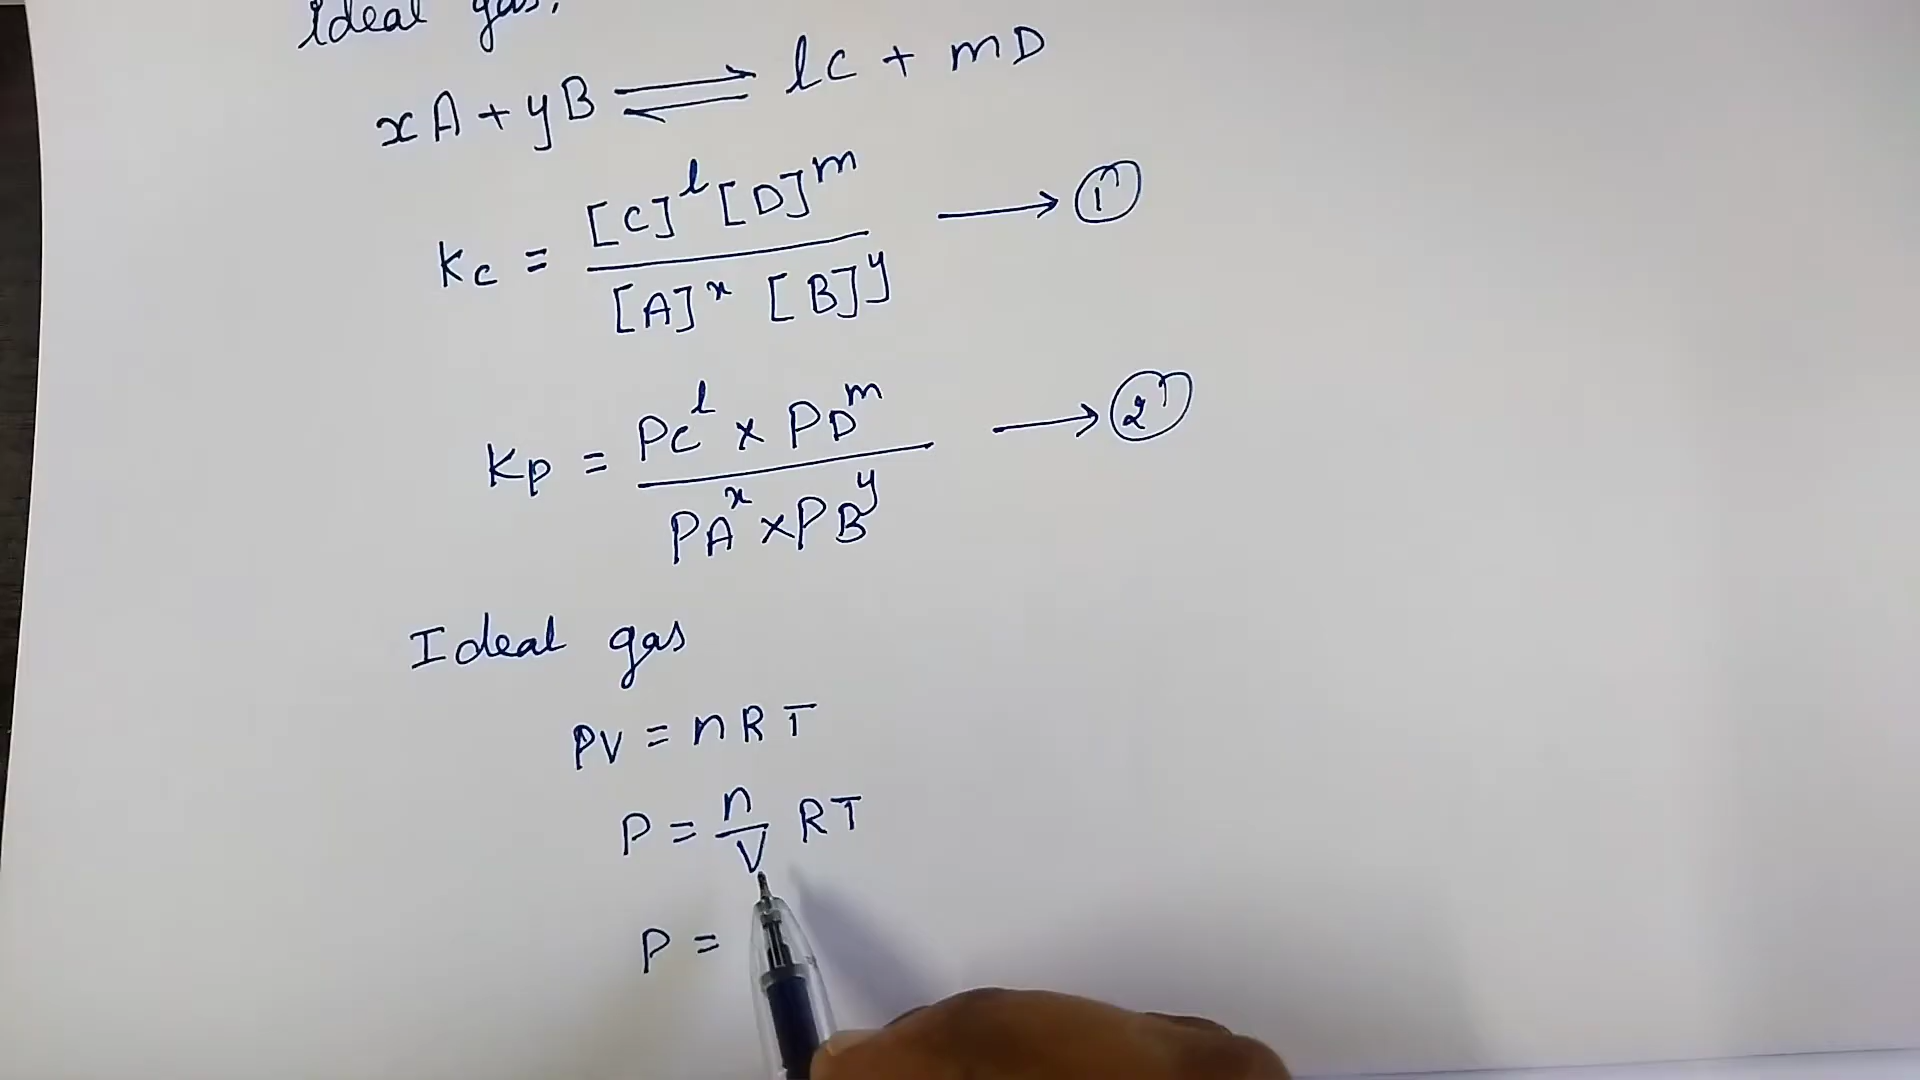 Ideal gas.
xA + yB ⇌ lC + mD
Kc = [C]^l [D]^m / [A]^x [B]^y → 1
Kp = PC^l × PD^m / PA^x × PB^y → 2
Ideal gas
PV = nRT
P = n/V RT
P =